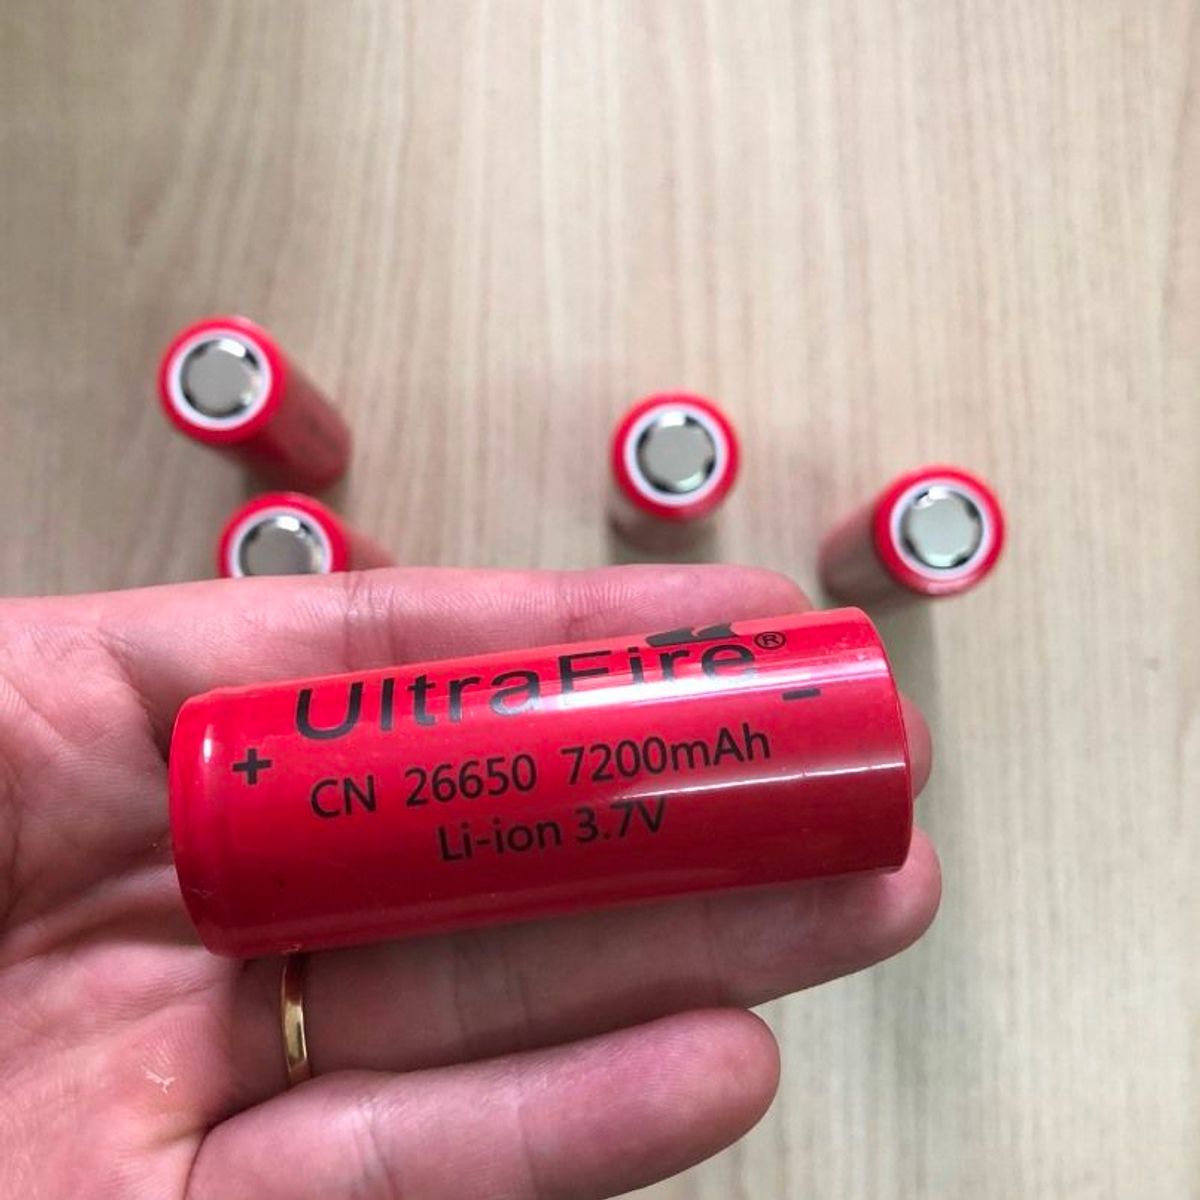 UltraFire®
+ -
CN 26650 7200mAh
Li-ion 3.7V